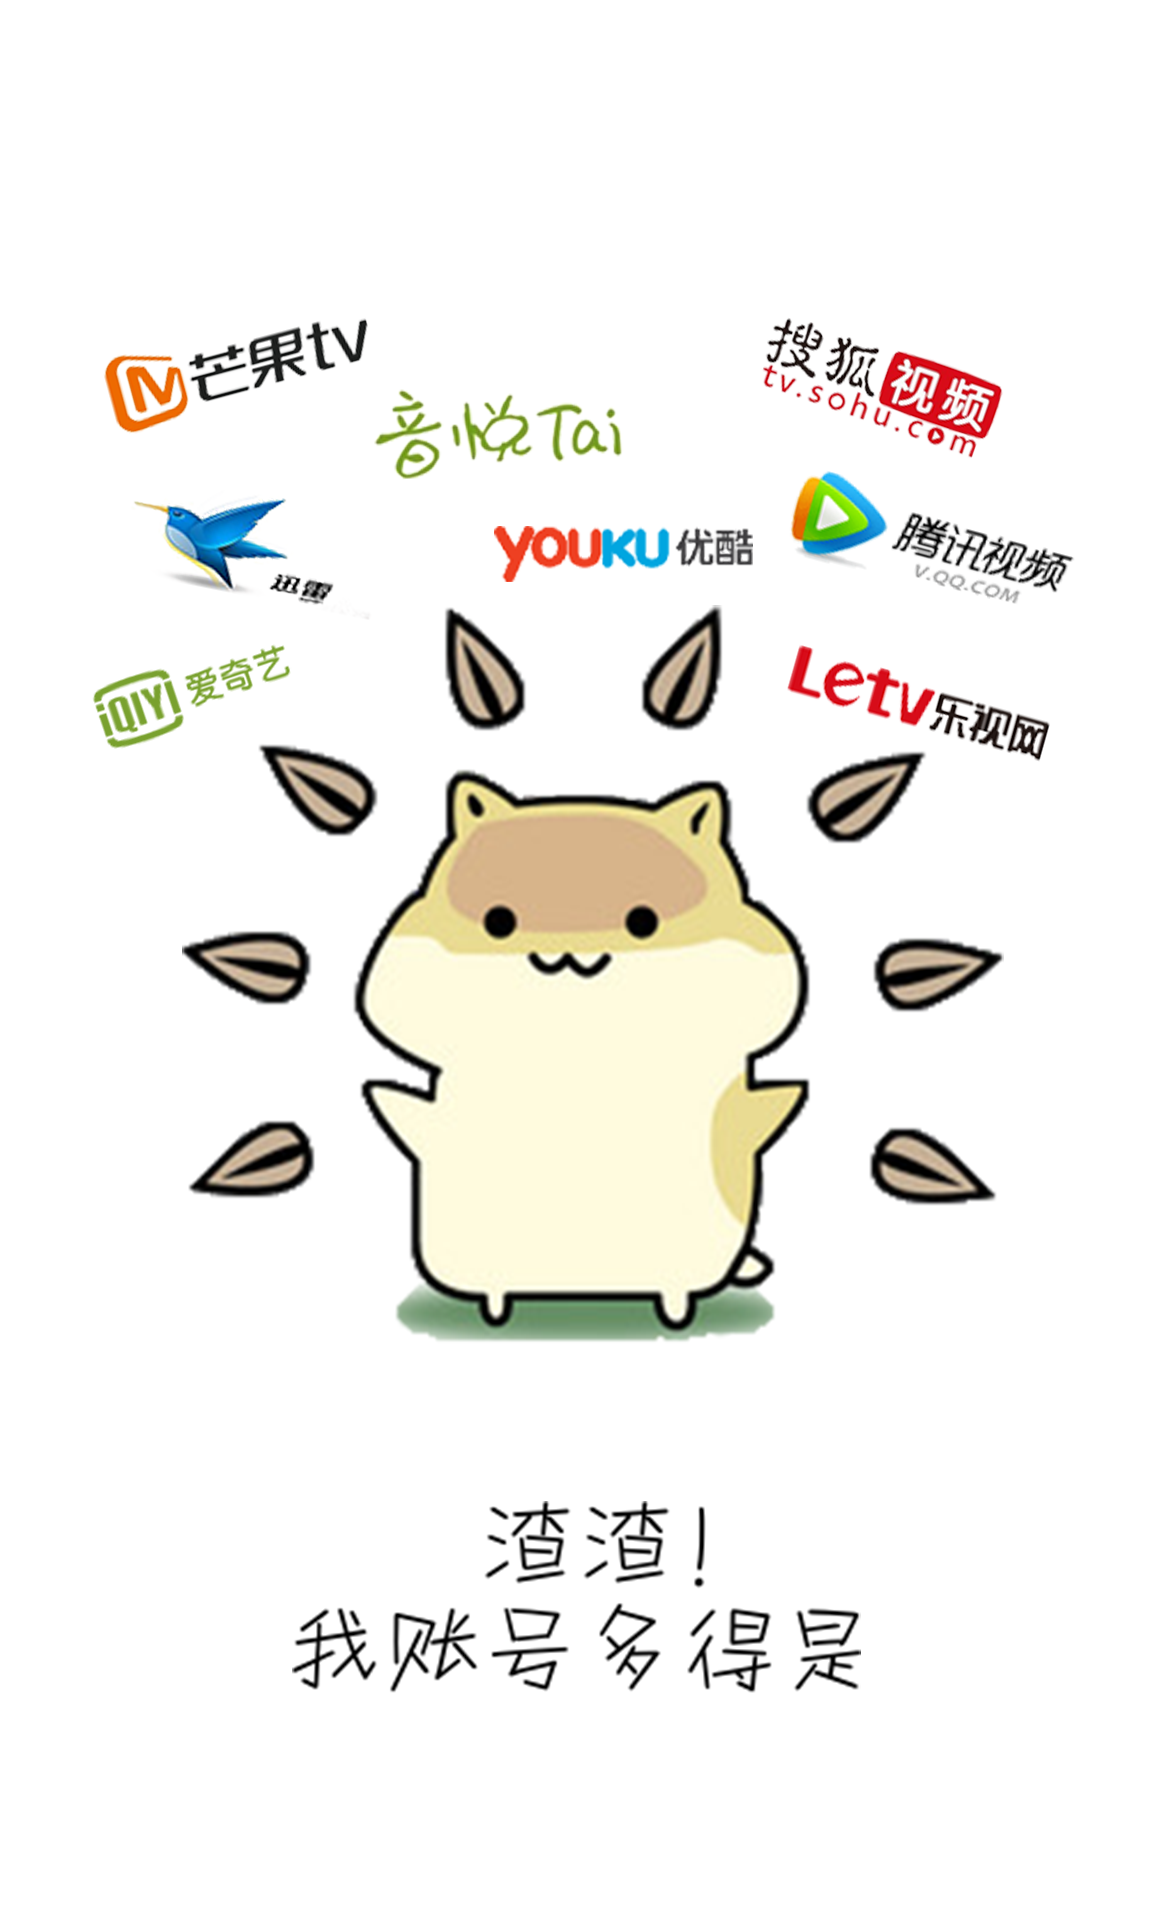 芒果tv
音悦Tai
搜狐视频
tv.sohu.com
迅雷
YOUKU 优酷
腾讯视频
V.QQ.COM
iQIYI 爱奇艺
Letv乐视网
渣渣！
我账号多得是